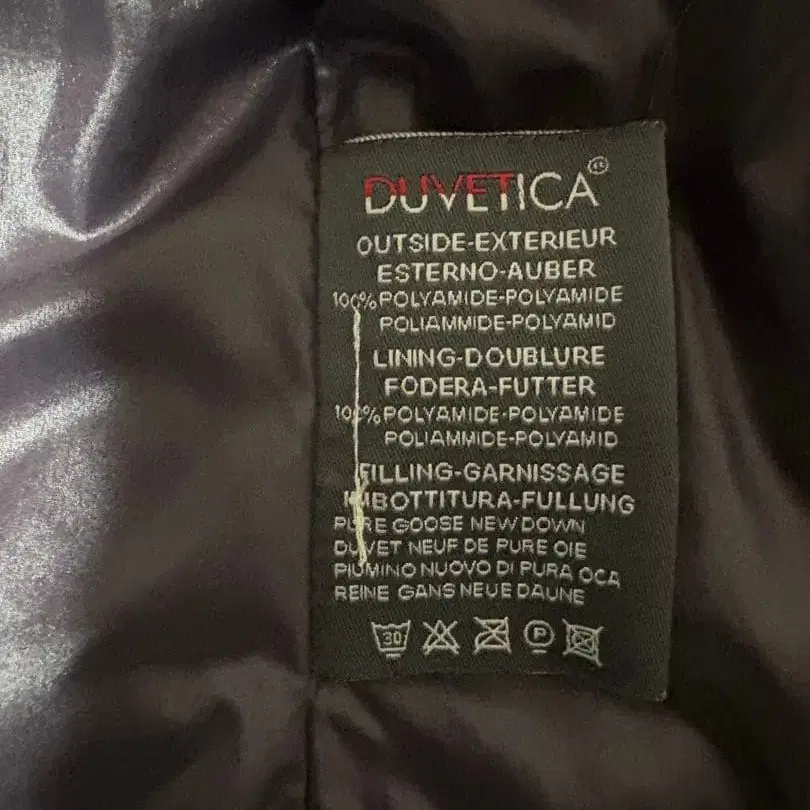 DUVETICA®
OUTSIDE-EXTERIEUR
ESTERNO-AUBER
100% POLYAMIDE-POLYAMIDE
POLIAMMIDE-POLYAMID
LINING-DOUBLURE
FODERA-FUTTER
100% POLYAMIDE-POLYAMIDE
POLIAMMIDE-POLYAMID
FILLING-GARNISSAGE
IMBOTTITURA-FULLUNG
PURE GOOSE NEW DOWN
DUVET NEUF DE PURE OIE
PIUMINO NUOVO DI PURA OCA
REINE GANS NEUE DAUNE
30 P